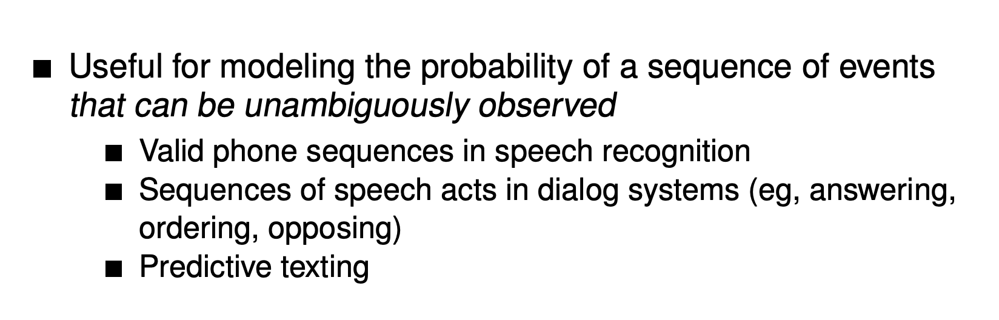 ■ Useful for modeling the probability of a sequence of events
that can be unambiguously observed
■ Valid phone sequences in speech recognition
■ Sequences of speech acts in dialog systems (eg, answering,
ordering, opposing)
■ Predictive texting